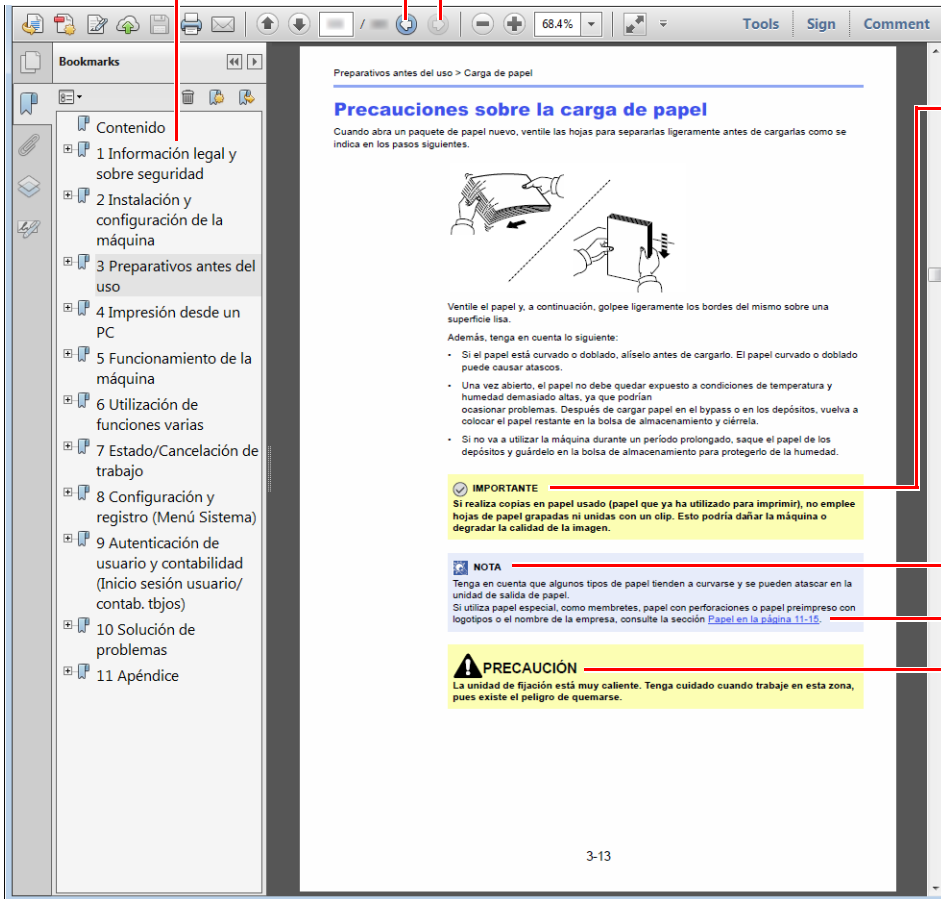 /
68.4%
Tools
Sign
Comment
Bookmarks
Contenido
1 Información legal y
sobre seguridad
2 Instalación y
configuración de la
máquina
3 Preparativos antes del
uso
4 Impresión desde un
PC
5 Funcionamiento de la
máquina
6 Utilización de
funciones varias
7 Estado/Cancelación de
trabajo
8 Configuración y
registro (Menú Sistema)
9 Autenticación de
usuario y contabilidad
(Inicio sesión usuario/
contab. tbjos)
10 Solución de
problemas
11 Apéndice
Preparativos antes del uso > Carga de papel
Precauciones sobre la carga de papel
Cuando abra un paquete de papel nuevo, ventile las hojas para separarlas ligeramente antes de cargarlas como se
indica en los pasos siguientes.
Ventile el papel y, a continuación, golpee ligeramente los bordes del mismo sobre una
superficie lisa.
Además, tenga en cuenta lo siguiente:
• Si el papel está curvado o doblado, alíselo antes de cargarlo. El papel curvado o doblado
puede causar atascos.
• Una vez abierto, el papel no debe quedar expuesto a condiciones de temperatura y
humedad demasiado altas, ya que podrían
ocasionar problemas. Después de cargar papel en el bypass o en los depósitos, vuelva a
colocar el papel restante en la bolsa de almacenamiento y ciérrela.
• Si no va a utilizar la máquina durante un período prolongado, saque el papel de los
depósitos y guárdelo en la bolsa de almacenamiento para protegerlo de la humedad.
IMPORTANTE
Si realiza copias en papel usado (papel que ya ha utilizado para imprimir), no emplee
hojas de papel grapadas ni unidas con un clip. Esto podría dañar la máquina o
degradar la calidad de la imagen.
NOTA
Tenga en cuenta que algunos tipos de papel tienden a curvarse y se pueden atascar en la
unidad de salida de papel.
Si utiliza papel especial, como membretes, papel con perforaciones o papel preimpreso con
logotipos o el nombre de la empresa, consulte la sección Papel en la página 11-15.
PRECAUCIÓN
La unidad de fijación está muy caliente. Tenga cuidado cuando trabaje en esta zona,
pues existe el peligro de quemarse.
3-13